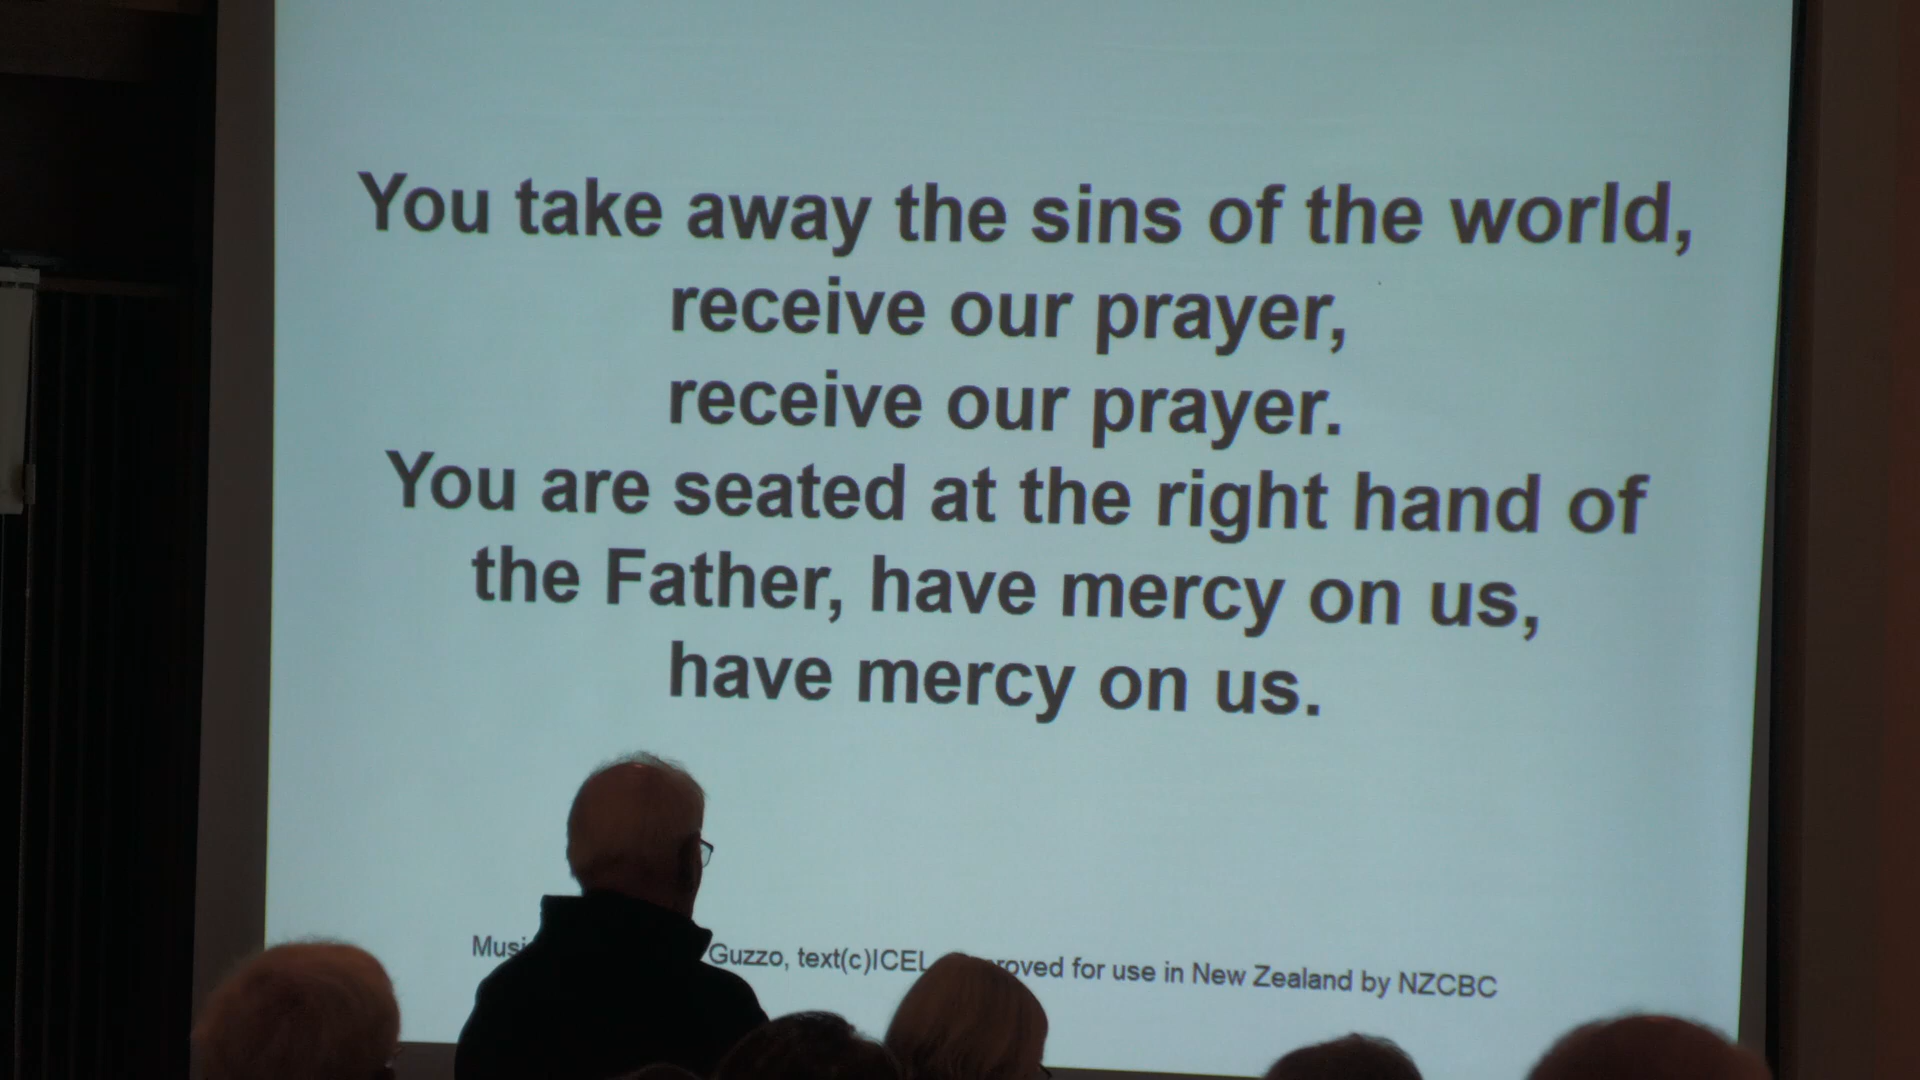 You take away the sins of the world,
receive our prayer,
receive our prayer.
You are seated at the right hand of
the Father, have mercy on us,
have mercy on us.
Guzzo, text(c)ICEL for use in New Zealand by NZCBC